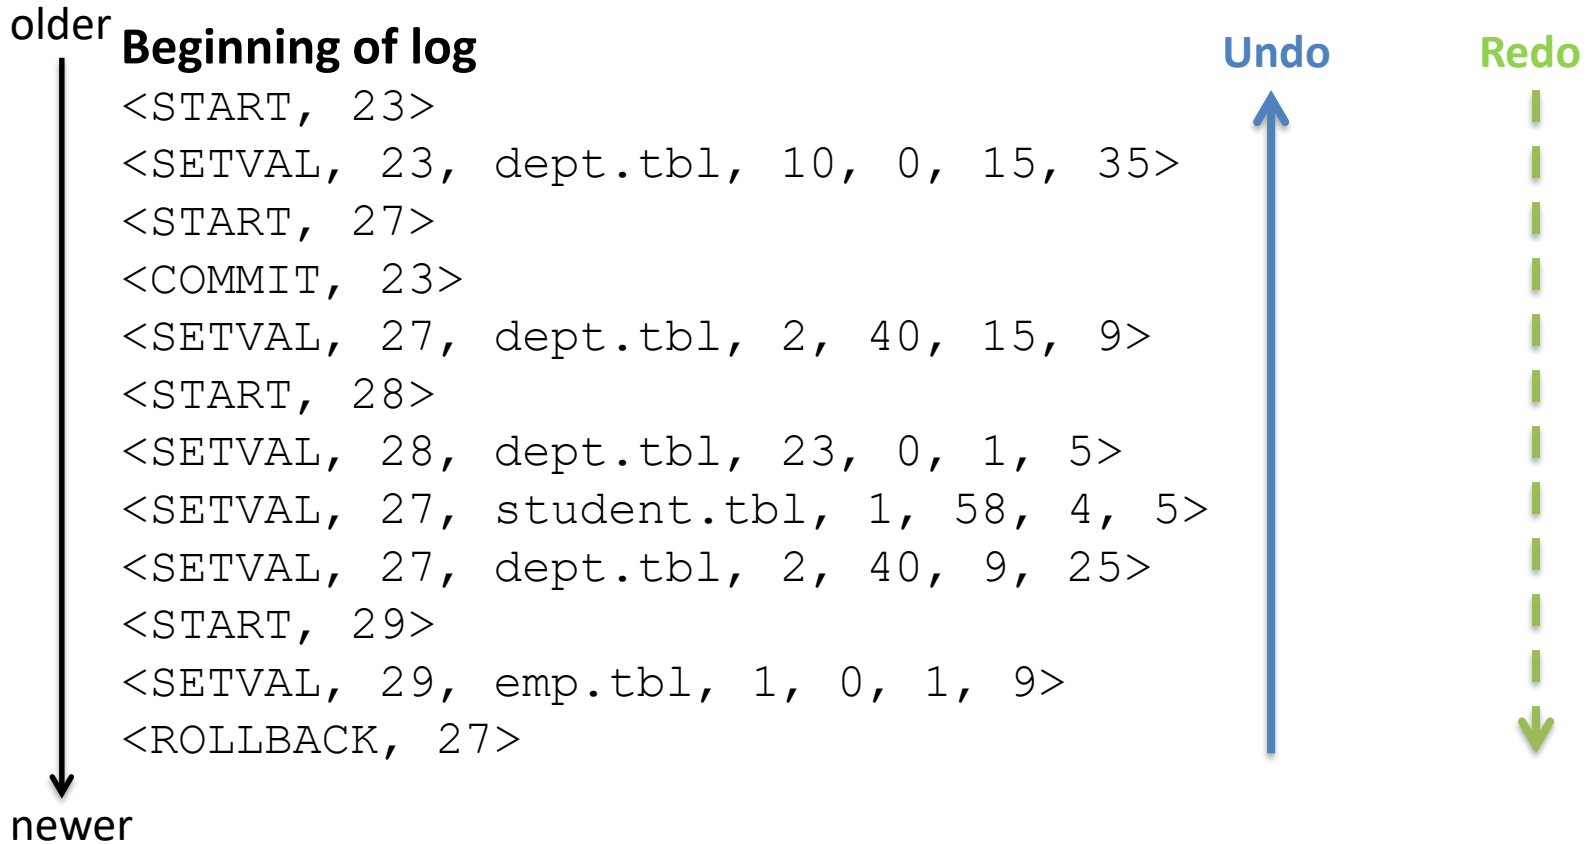 older
Beginning of log
Undo
Redo
<START, 23>
<SETVAL, 23, dept.tbl, 10, 0, 15, 35>
<START, 27>
<COMMIT, 23>
<SETVAL, 27, dept.tbl, 2, 40, 15, 9>
<START, 28>
<SETVAL, 28, dept.tbl, 23, 0, 1, 5>
<SETVAL, 27, student.tbl, 1, 58, 4, 5>
<SETVAL, 27, dept.tbl, 2, 40, 9, 25>
<START, 29>
<SETVAL, 29, emp.tbl, 1, 0, 1, 9>
<ROLLBACK, 27>
newer